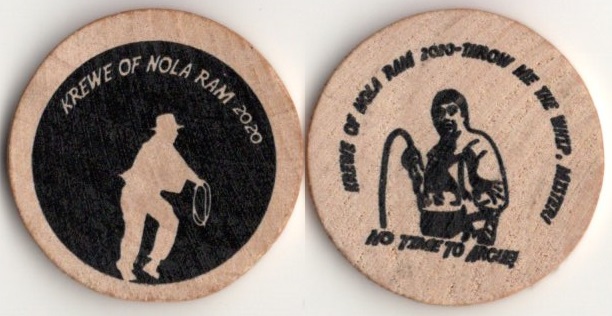 KREWE OF NOLA RAM 2020
KREWE OF NOLA RAM 2020-THROW ME THE WHIP, MISTER!
NO TIME TO ARGUE!